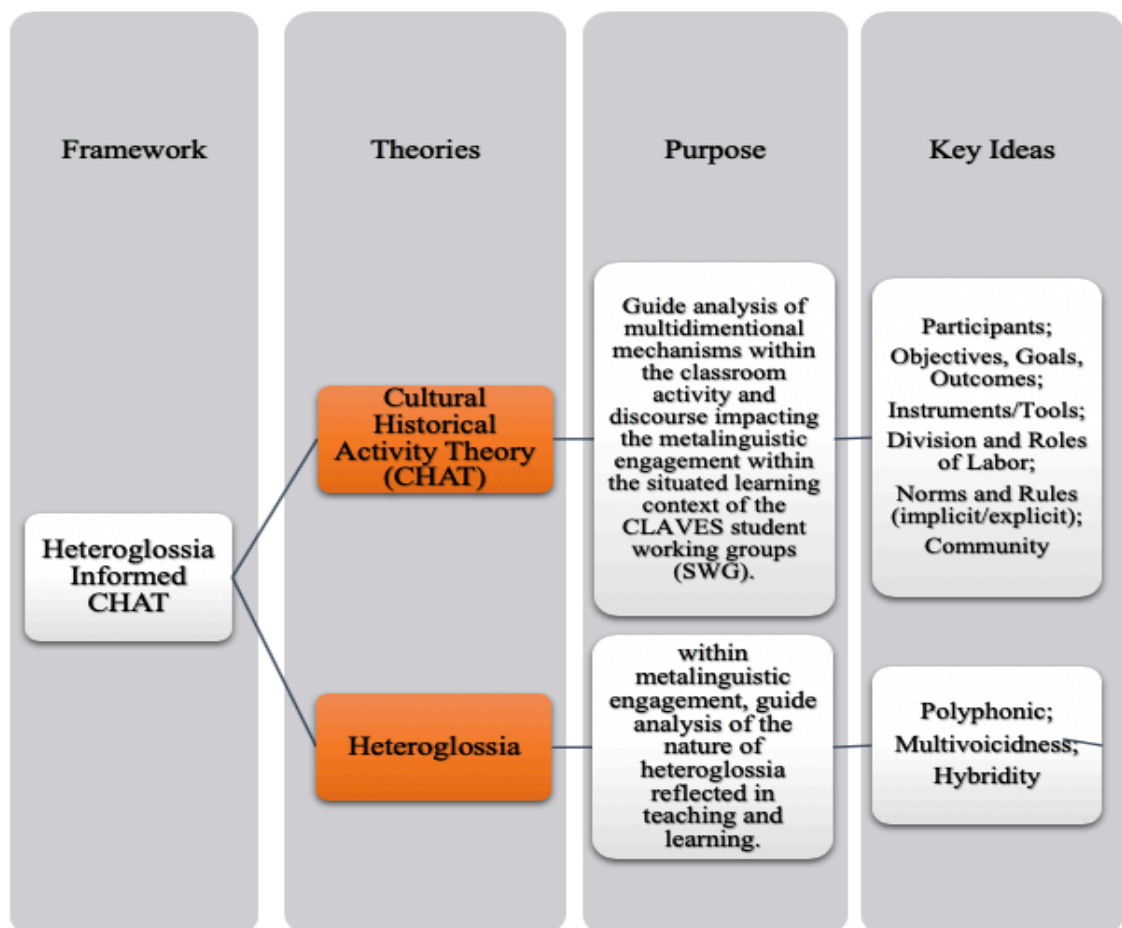 Framework
Theories
Purpose
Key Ideas
Heteroglossia
Informed
CHAT
Cultural
Historical
Activity Theory
(CHAT)
Guide analysis of
multidimentional
mechanisms within
the classroom
activity and
discourse impacting
the metalinguistic
engagement within
the situated learning
context of the
CLAVES student
working groups
(SWG).
Participants;
Objectives, Goals,
Outcomes;
Instruments/Tools;
Division and Roles
of Labor;
Norms and Rules
(implicit/explicit);
Community
Heteroglossia
within
metalinguistic
engagement, guide
analysis of the
nature of
heteroglossia
reflected in
teaching and
learning.
Polyphonic;
Multivoicidness;
Hybridity